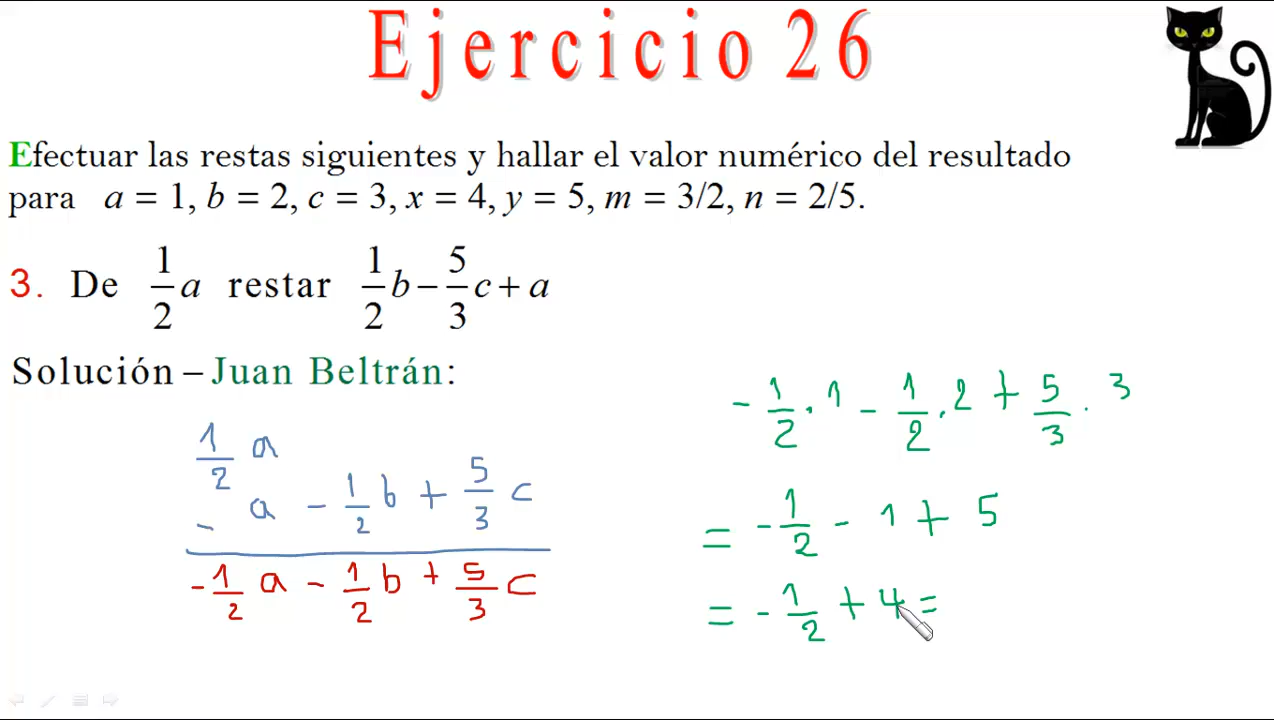 Ejercicio 26
Efectuar las restas siguientes y hallar el valor numérico del resultado
para a = 1, b = 2, c = 3, x = 4, y = 5, m = 3/2, n = 2/5.
3. De 1/2 a restar 1/2 b − 5/3 c + a
Solución – Juan Beltrán:
1/2 a
- a - 1/2 b + 5/3 c
- 1/2 a - 1/2 b + 5/3 c
- 1/2 . 1 - 1/2 . 2 + 5/3 . 3
= - 1/2 - 1 + 5
= - 1/2 + 4 =